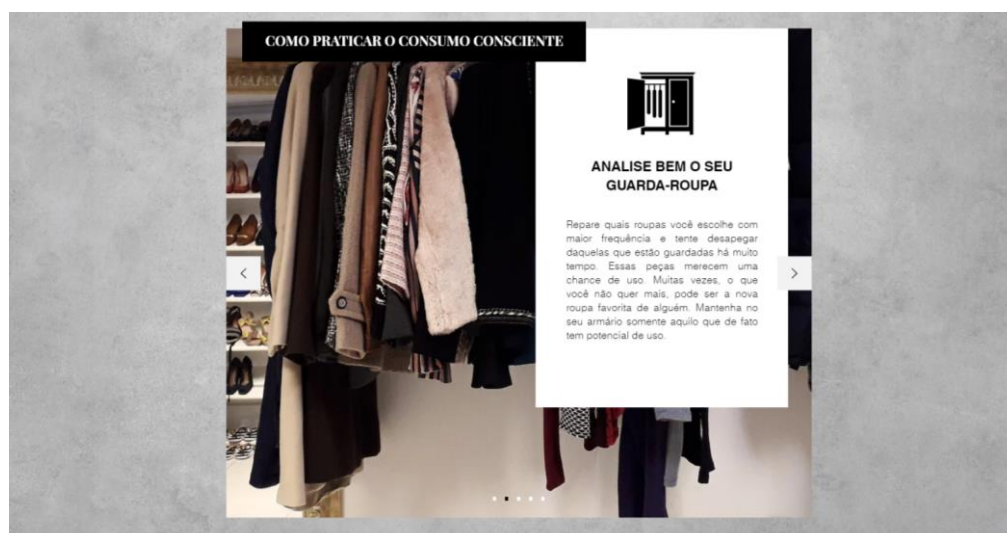 COMO PRATICAR O CONSUMO CONSCIENTE
ANALISE BEM O SEU
GUARDA-ROUPA
Repare quais roupas você escolhe com
maior frequência e tente desapegar
daquelas que estão guardadas há muito
tempo. Essas peças merecem uma
chance de uso. Muitas vezes, o que
você não quer mais, pode ser a nova
roupa favorita de alguém. Mantenha no
seu armário somente aquilo que de fato
tem potencial de uso.